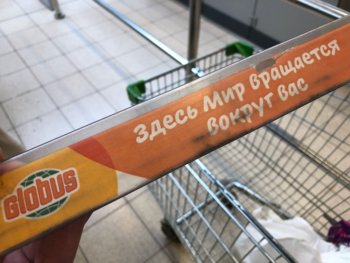 Здесь Мир вращается
вокруг вас
Globus